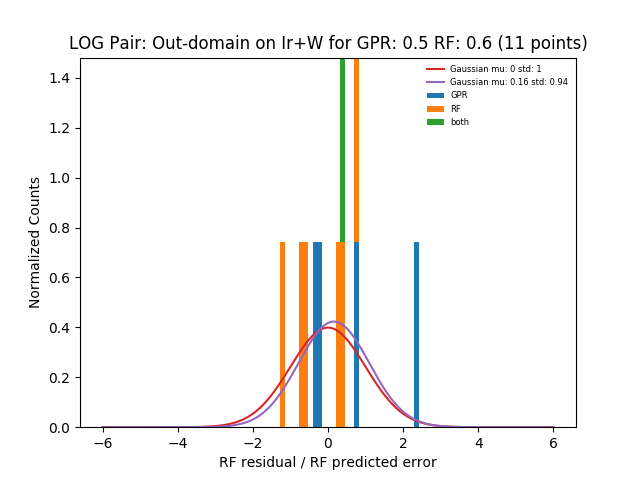 LOG Pair: Out-domain on Ir+W for GPR: 0.5 RF: 0.6 (11 points)
Gaussian mu: 0 std: 1
Gaussian mu: 0.16 std: 0.94
GPR
RF
both
Normalized Counts
1.4
1.2
1.0
0.8
0.6
0.4
0.2
0.0
−6 −4 −2 0 2 4 6
RF residual / RF predicted error